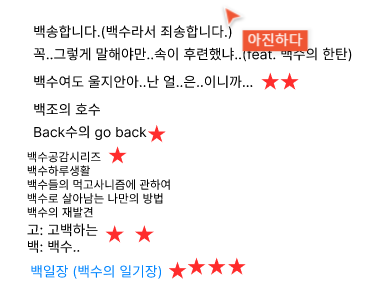 백송합니다.(백수라서 죄송합니다.)
아진하다
꼭..그렇게 말해야만..속이 후련했냐..(feat. 백수의 한탄)
백수여도 울지안아..난 얼..은..이니까...
백조의 호수
Back수의 go back
백수공감시리즈
백수하루생활
백수들의 먹고사니즘에 관하여
백수로 살아남는 나만의 방법
백수의 재발견
고: 고백하는
백: 백수..
백일장 (백수의 일기장)